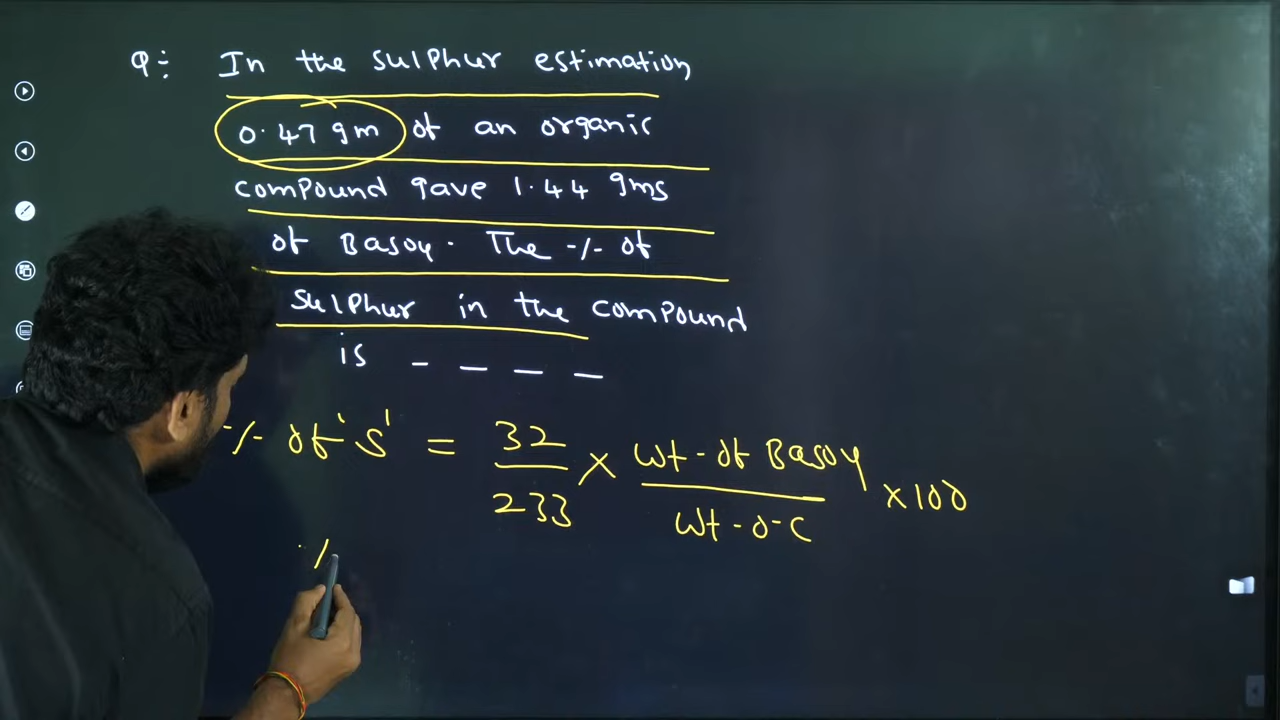 Q: In the sulphur estimation
0.47 gm of an organic
compound gave 1.44 gms
of BaSO4. The -/- of
sulphur in the compound
is _ _ _ _
-/- of 'S' = 32/233 × wt-of BaSO4/wt-o-c ×100